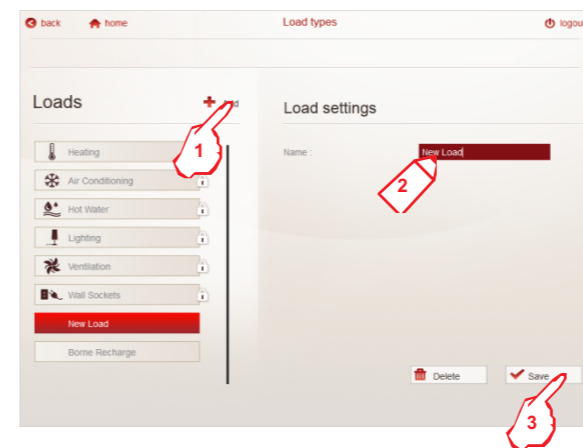 back home Load types
Loads
Load settings
1
Heating
Name : New Load
Air Conditioning
2
Hot Water
Lighting
Ventilation
Wall Sockets
New Load
Borne Recharge
Delete Save
3